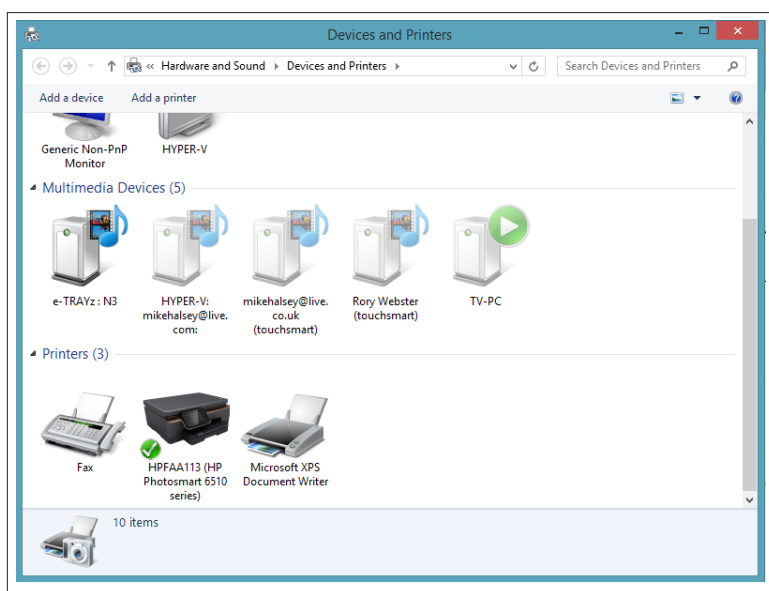 Devices and Printers
« Hardware and Sound ▸ Devices and Printers ▸
Search Devices and Printers
Add a device Add a printer
Generic Non-PnP
Monitor
HYPER-V
Multimedia Devices (5)
e-TRAYz : N3
HYPER-V:
mikehalsey@live.
com:
mikehalsey@live.
co.uk
(touchsmart)
Rory Webster
(touchsmart)
TV-PC
Printers (3)
Fax
HPFAA113 (HP
Photosmart 6510
series)
Microsoft XPS
Document Writer
10 items